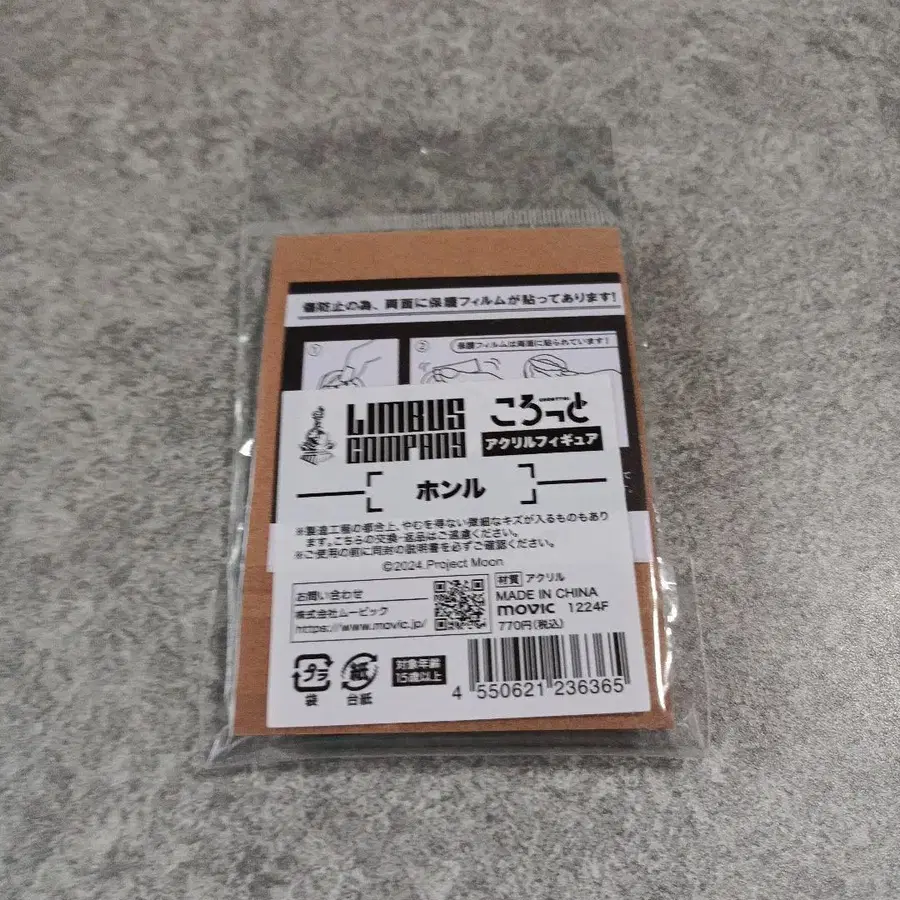 傷防止の為、両面に保護フィルムが貼ってあります!
①
②
保護フィルムは両面に貼られています!
LIMBUS
COMPANY
ころっと
アクリルフィギュア
ホンル
※製造工程の都合上、やむを得ない微細なキズが入るものもあり
ます。こちらの交換・返品はご遠慮ください。
※ご使用の前に同封の説明書を必ずご確認ください。
©2024 Project Moon
お問い合わせ
株式会社ムービック
https://www.movic.jp/
材質 アクリル
MADE IN CHINA
movic 1224F
770円(税込)
プラ
袋
紙
台紙
対象年齢
15歳以上
4 550621 236365